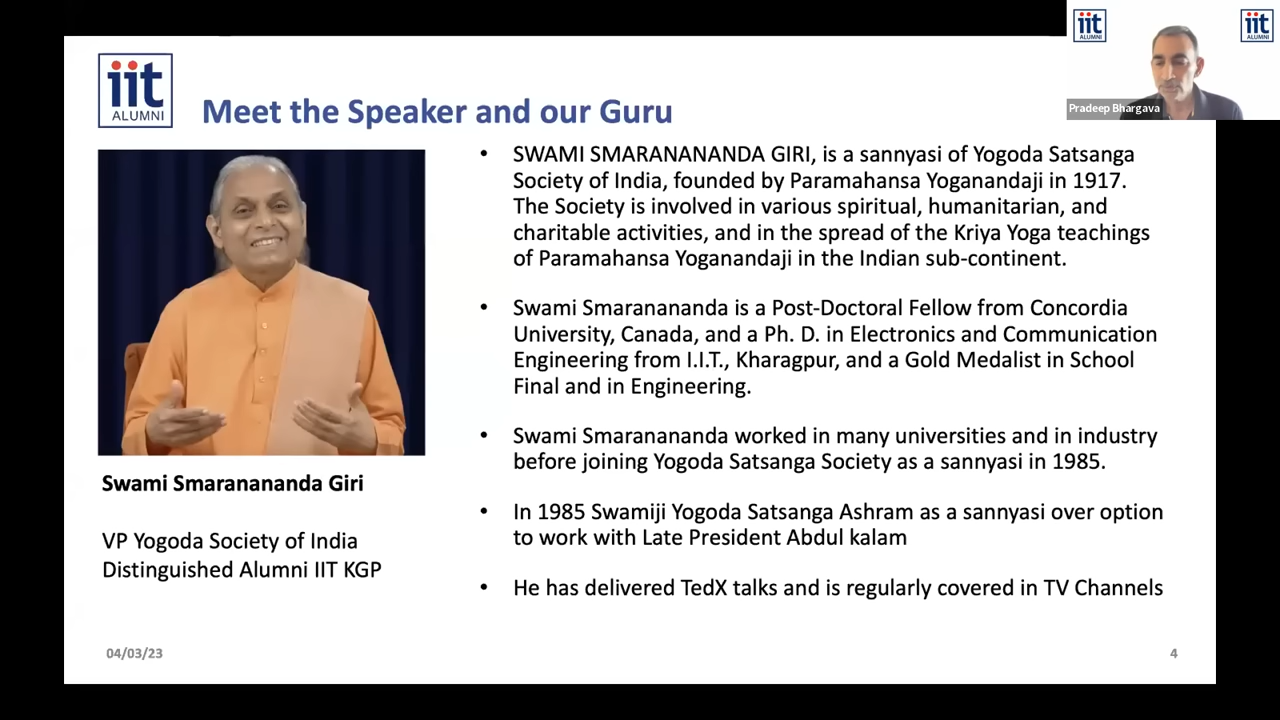 iit
ALUMNI
Meet the Speaker and our Guru
• SWAMI SMARANANANDA GIRI, is a sannyasi of Yogoda Satsanga
Society of India, founded by Paramahansa Yoganandaji in 1917.
The Society is involved in various spiritual, humanitarian, and
charitable activities, and in the spread of the Kriya Yoga teachings
of Paramahansa Yoganandaji in the Indian sub-continent.
• Swami Smaranananda is a Post-Doctoral Fellow from Concordia
University, Canada, and a Ph. D. in Electronics and Communication
Engineering from I.I.T., Kharagpur, and a Gold Medalist in School
Final and in Engineering.
• Swami Smaranananda worked in many universities and in industry
before joining Yogoda Satsanga Society as a sannyasi in 1985.
• In 1985 Swamiji Yogoda Satsanga Ashram as a sannyasi over option
to work with Late President Abdul kalam
• He has delivered TedX talks and is regularly covered in TV Channels
Swami Smaranananda Giri
VP Yogoda Society of India
Distinguished Alumni IIT KGP
04/03/23
4
iit
ALUMNI
iit
ALUMNI
Pradeep Bhargava